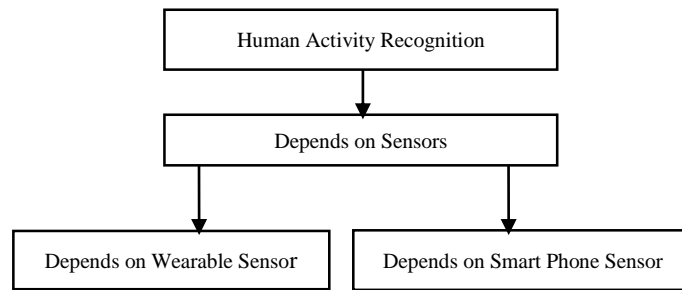 Human Activity Recognition
Depends on Sensors
Depends on Wearable Sensor
Depends on Smart Phone Sensor